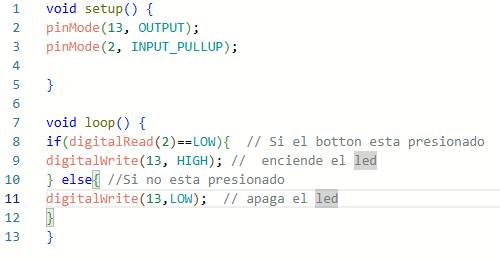 1 void setup() {
2 pinMode(13, OUTPUT);
3 pinMode(2, INPUT_PULLUP);
4
5 }
6
7 void loop() {
8 if(digitalRead(2)==LOW){  // Si el botton esta presionado
9 digitalWrite(13, HIGH); //  enciende el led
10 } else{ //Si no esta presionado
11 digitalWrite(13,LOW);  // apaga el led
12 }
13 }